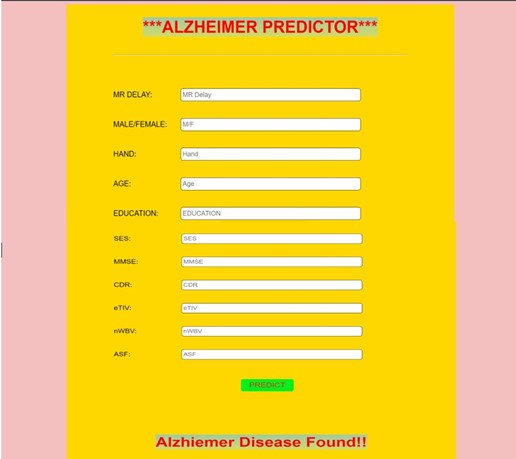 ***ALZHEIMER PREDICTOR***
MR DELAY: MR Delay
MALE/FEMALE: M/F
HAND: Hand
AGE: Age
EDUCATION: EDUCATION
SES: SES
MMSE: MMSE
CDR: CDR
eTIV: eTIV
nWBV: nWBV
ASF: ASF
PREDICT
Alzhiemer Disease Found!!